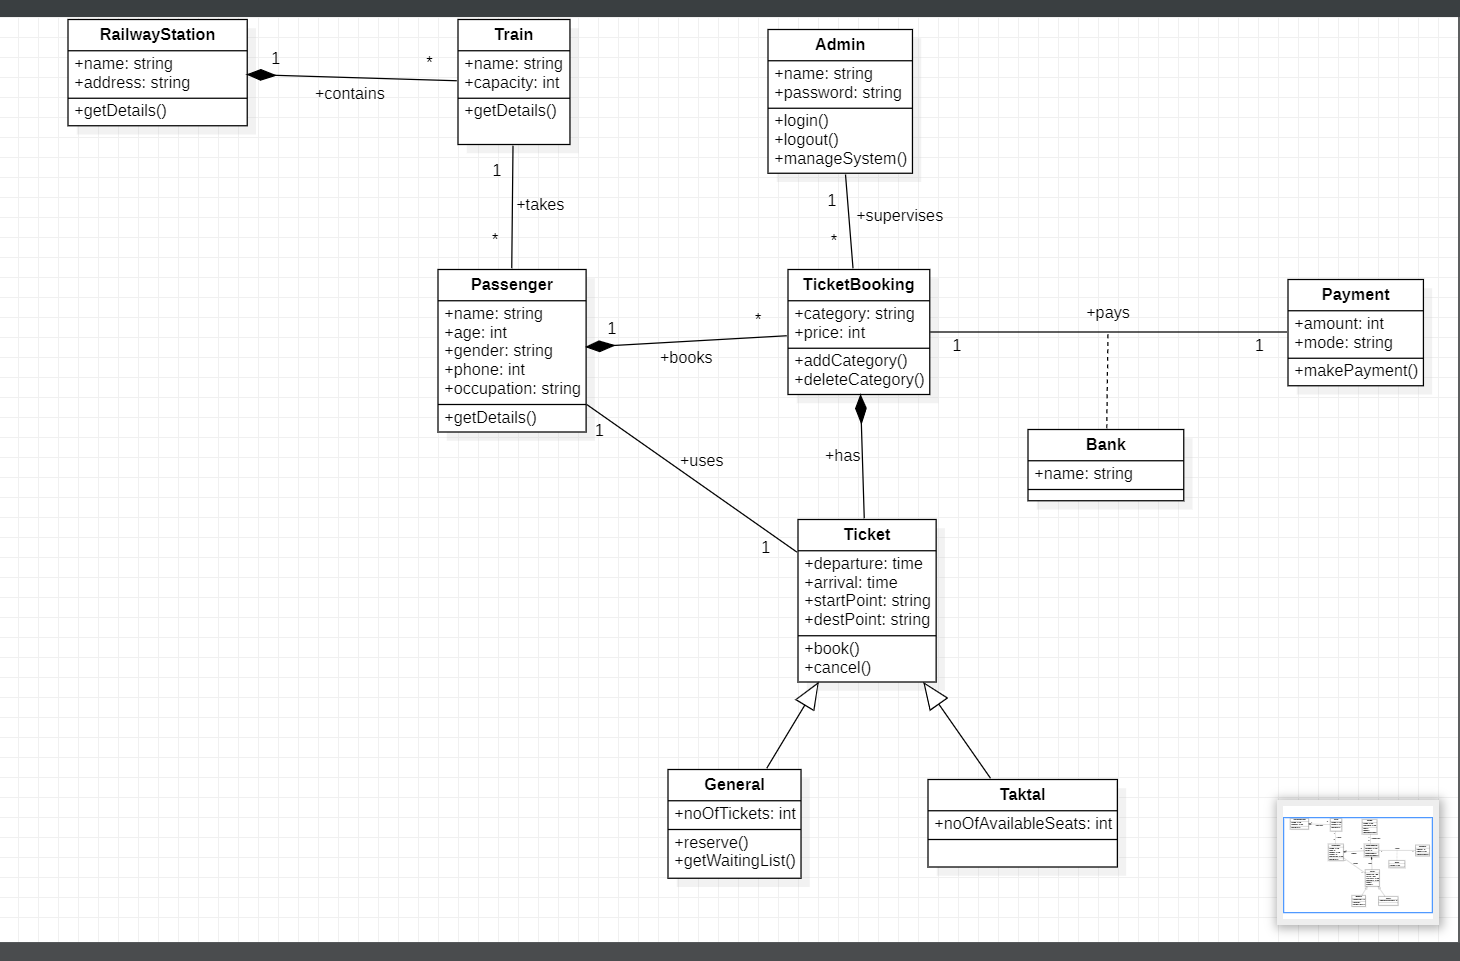 RailwayStation
+name: string
+address: string
+getDetails()
1
*
+contains
Train
+name: string
+capacity: int
+getDetails()
Admin
+name: string
+password: string
+login()
+logout()
+manageSystem()
1
+takes
*
1
+supervises
*
Passenger
+name: string
+age: int
+gender: string
+phone: int
+occupation: string
+getDetails()
1
*
+books
TicketBooking
+category: string
+price: int
+addCategory()
+deleteCategory()
+pays
1
1
Payment
+amount: int
+mode: string
+makePayment()
Bank
+name: string
1
+uses
1
+has
Ticket
+departure: time
+arrival: time
+startPoint: string
+destPoint: string
+book()
+cancel()
General
+noOfTickets: int
+reserve()
+getWaitingList()
Taktal
+noOfAvailableSeats: int